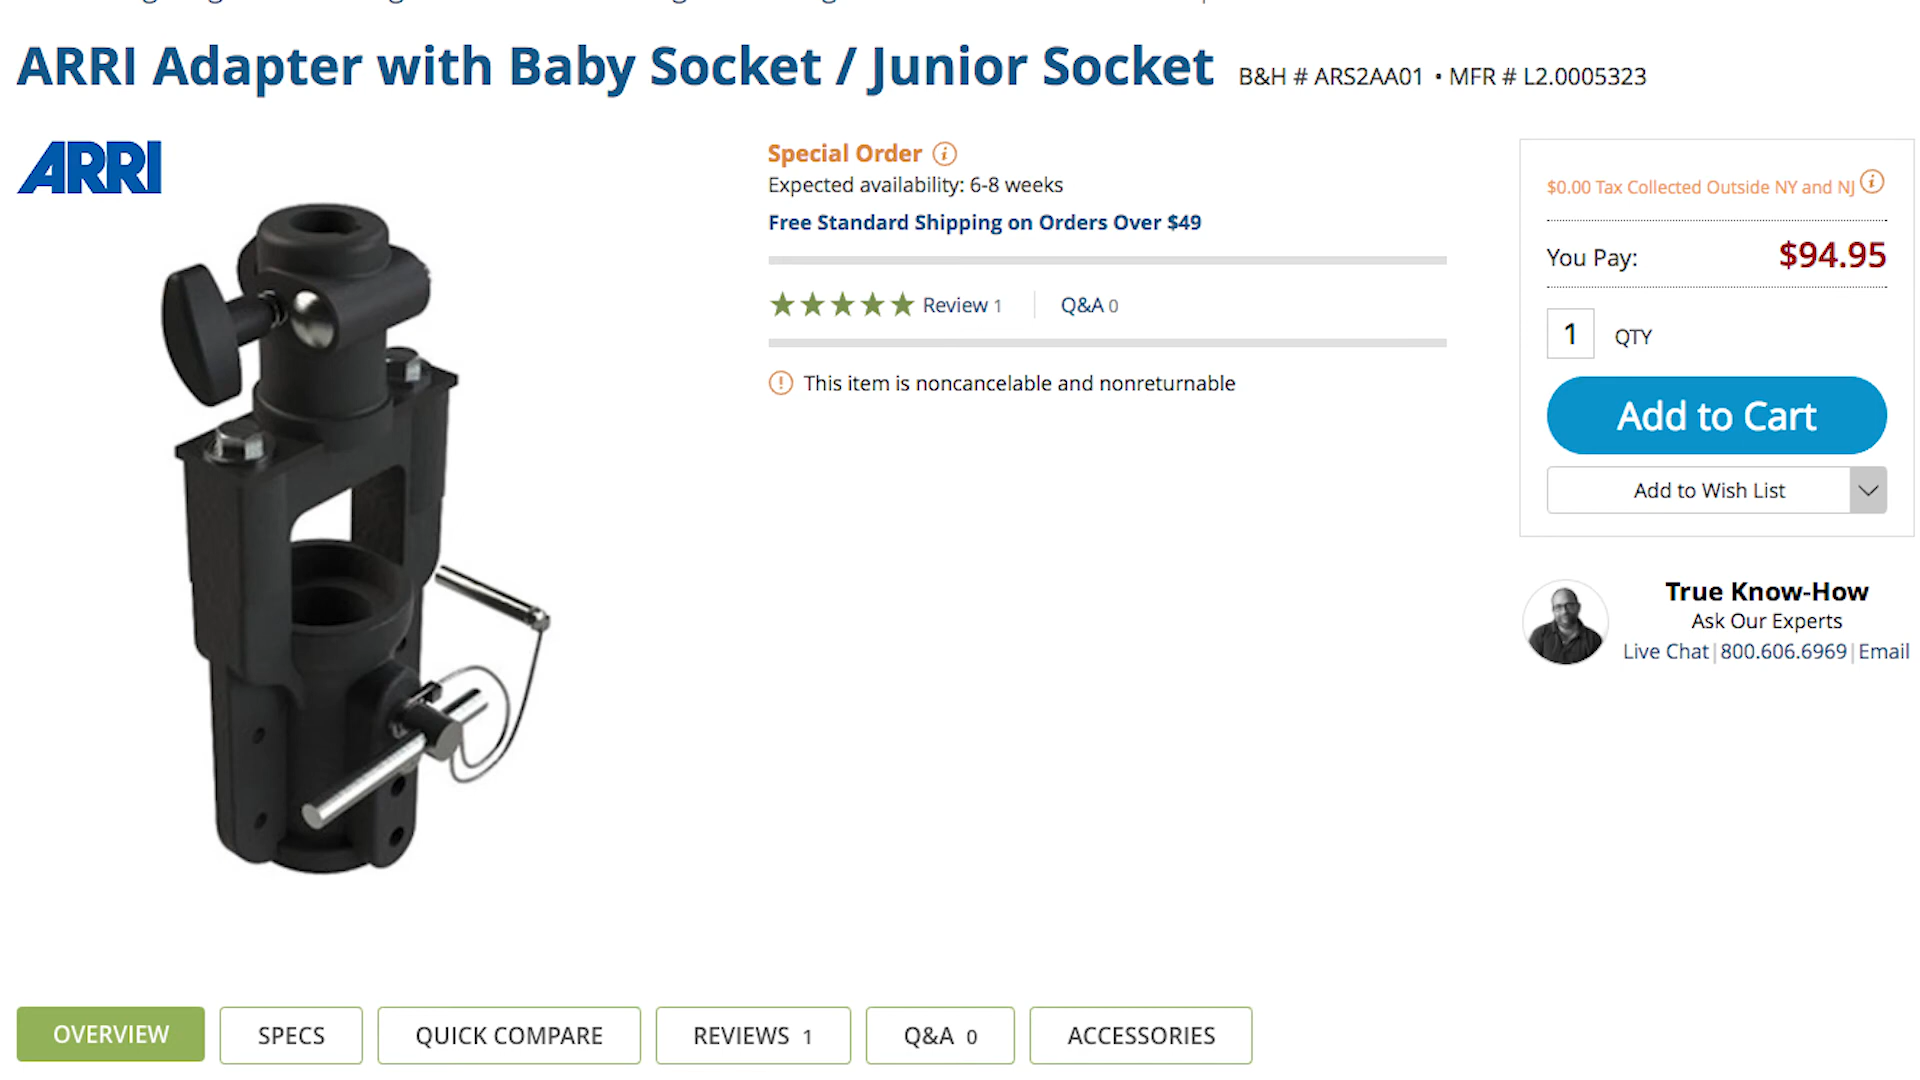 ARRI Adapter with Baby Socket / Junior Socket B&H # ARS2AA01 • MFR # L2.0005323
ARRI
Special Order
Expected availability: 6-8 weeks
Free Standard Shipping on Orders Over $49
Review 1
Q&A 0
This item is noncancelable and nonreturnable
$0.00 Tax Collected Outside NY and NJ
You Pay: $94.95
1 QTY
Add to Cart
Add to Wish List
True Know-How
Ask Our Experts
Live Chat | 800.606.6969 | Email
OVERVIEW
SPECS
QUICK COMPARE
REVIEWS 1
Q&A 0
ACCESSORIES